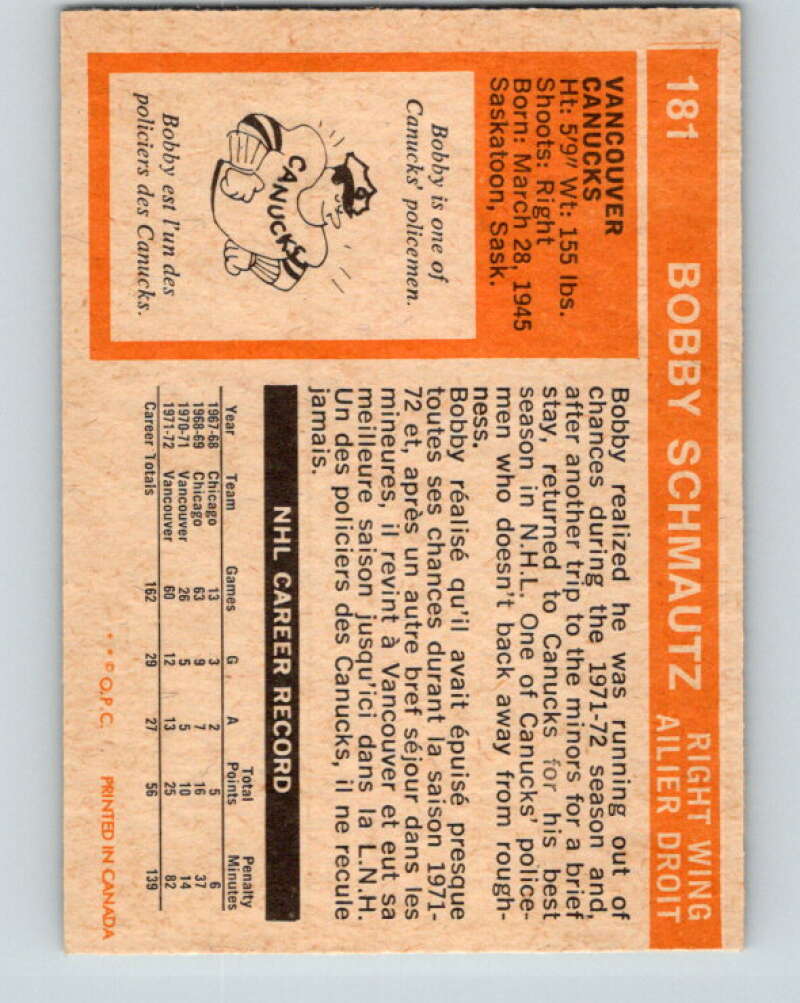 181 BOBBY SCHMAUTZ RIGHT WING
AILIER DROIT
VANCOUVER
CANUCKS
Ht: 5'9" Wt: 155 lbs.
Shoots: Right
Born: March 28, 1945
Saskatoon, Sask.
Bobby is one of
Canucks' policemen.
CANUCKS
Bobby est l'un des
policiers des Canucks.
Bobby realized he was running out of
chances during the 1971-72 season and,
after another trip to the minors for a brief
stay, returned to Canucks for his best
season in N.H.L. One of Canucks' police-
men who doesn't back away from rough-
ness.
Bobby réalisé qu'il avait épuisé presque
toutes ses chances durant la saison 1971-
72 et, après un autre bref séjour dans les
mineures, il revint à Vancouver et eut sa
meilleure saison jusqu'ici dans la L.N.H.
Un des policiers des Canucks, il ne recule
jamais.
NHL CAREER RECORD
Year Team Games G A Total Points Penalty Minutes
1967-68 Chicago 13 3 2 5 6
1968-69 Chicago 63 9 7 16 37
1970-71 Vancouver 26 5 5 10 14
1971-72 Vancouver 60 12 13 25 82
Career Totals 162 29 27 56 139
* * © O.P.C. PRINTED IN CANADA